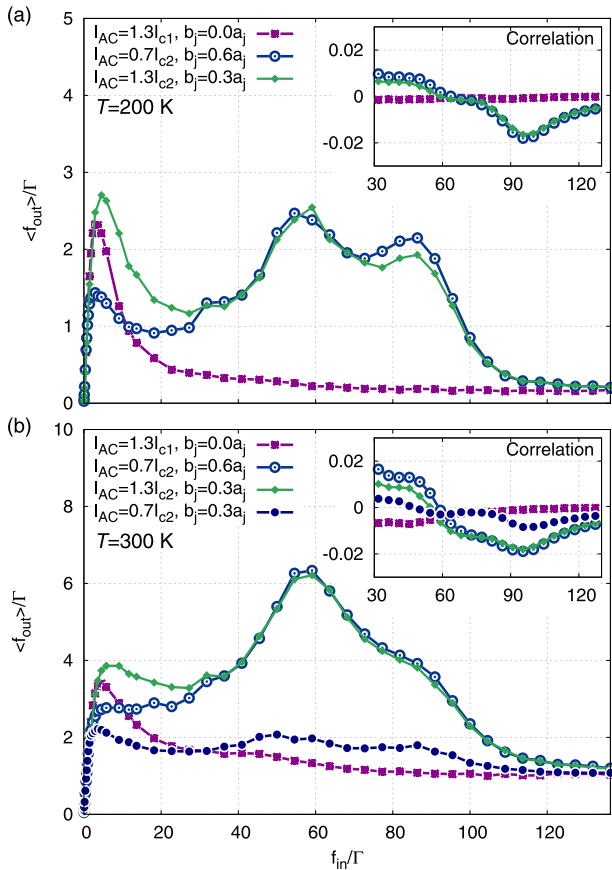 (a)
I_AC=1.3I_c1, b_j=0.0a_j
I_AC=0.7I_c2, b_j=0.6a_j
I_AC=1.3I_c2, b_j=0.3a_j
T=200 K
Correlation
0.02
0
-0.02
30 60 90 120
5
4
3
2
1
0
<f_out>/Γ
(b)
I_AC=1.3I_c1, b_j=0.0a_j
I_AC=0.7I_c2, b_j=0.6a_j
I_AC=1.3I_c2, b_j=0.3a_j
I_AC=0.7I_c2, b_j=0.3a_j
T=300 K
Correlation
0.02
0
-0.02
30 60 90 120
10
8
6
4
2
0
<f_out>/Γ
0 20 40 60 80 100 120
f_in/Γ